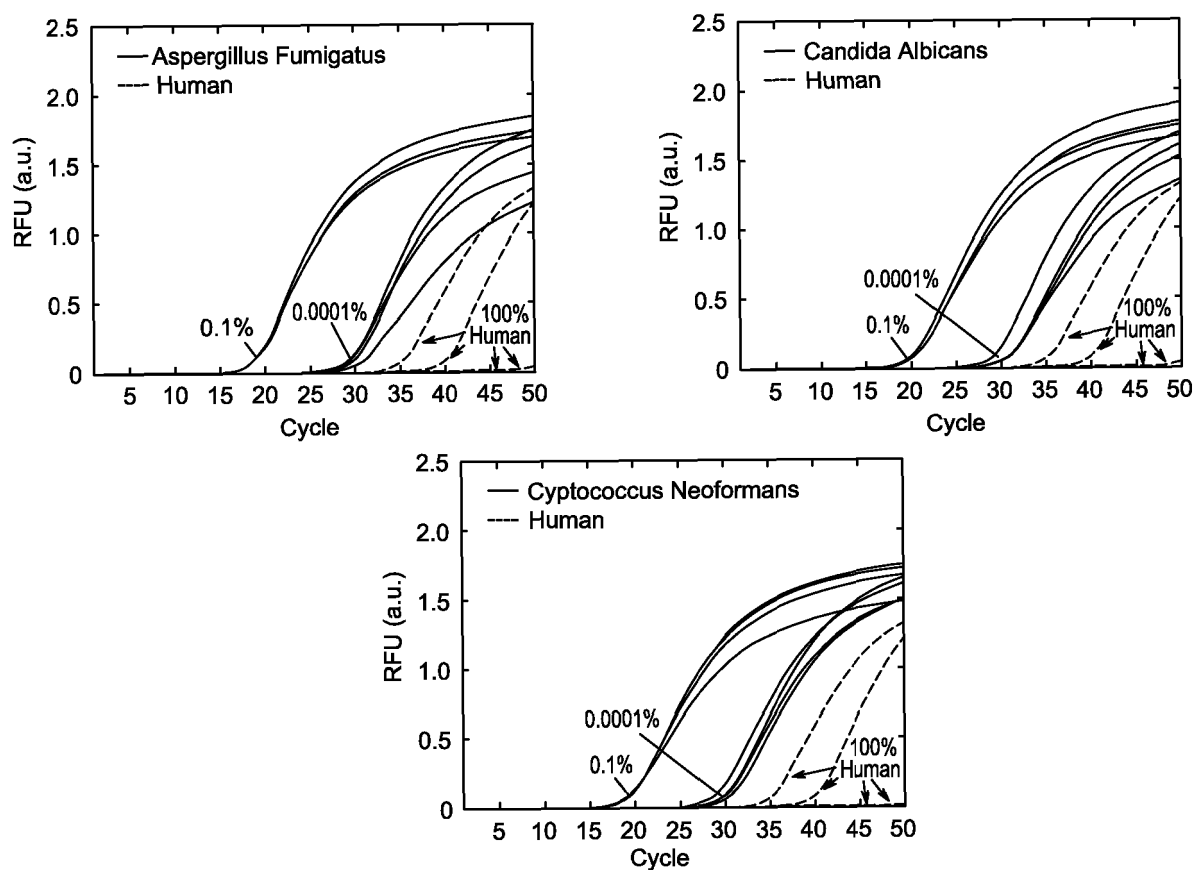 2.5
2.0
1.5
1.0
0.5
0
RFU (a.u.)
Aspergillus Fumigatus
Human
0.1%
0.0001%
100%
Human
5 10 15 20 25 30 35 40 45 50
Cycle
2.5
2.0
1.5
1.0
0.5
0
RFU (a.u.)
Candida Albicans
Human
0.0001%
0.1%
100%
Human
5 10 15 20 25 30 35 40 45 50
Cycle
2.5
2.0
1.5
1.0
0.5
0
RFU (a.u.)
Cyptococcus Neoformans
Human
0.0001%
0.1%
100%
Human
5 10 15 20 25 30 35 40 45 50
Cycle